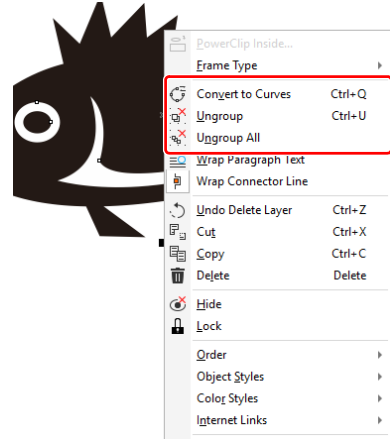 PowerClip Inside...
Frame Type
Convert to Curves Ctrl+Q
Ungroup Ctrl+U
Ungroup All
Wrap Paragraph Text
Wrap Connector Line
Undo Delete Layer Ctrl+Z
Cut Ctrl+X
Copy Ctrl+C
Delete Delete
Hide
Lock
Order
Object Styles
Color Styles
Internet Links